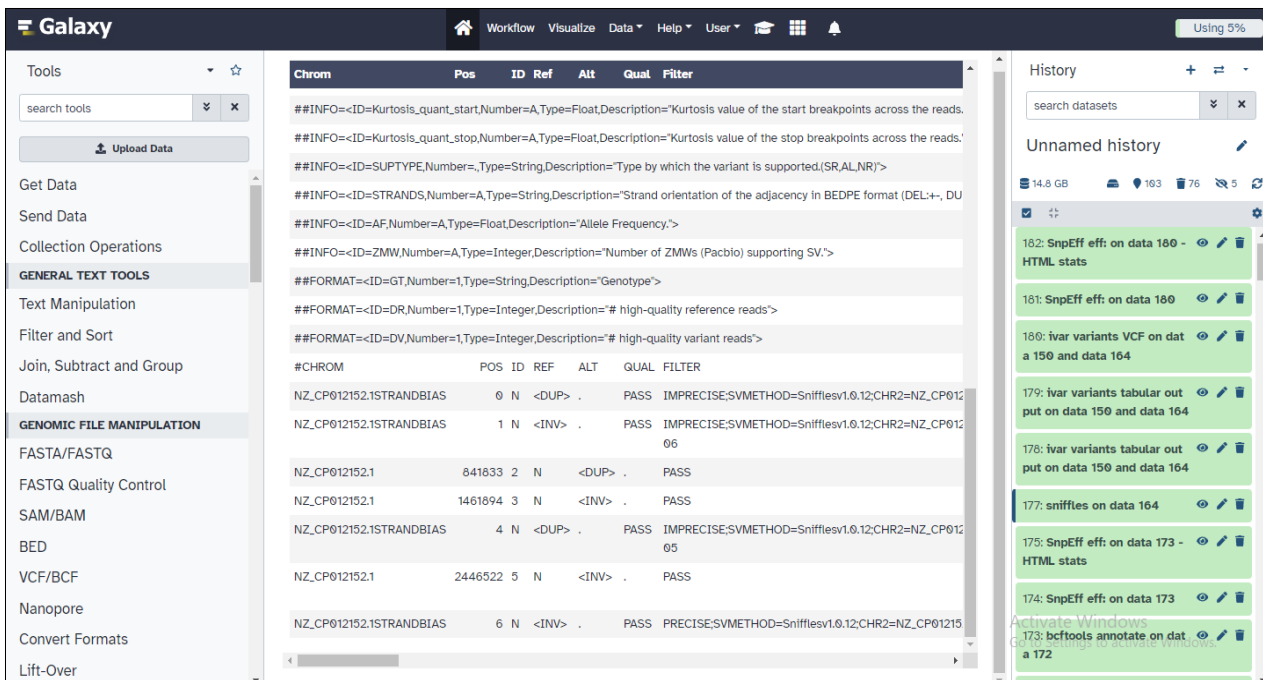 Galaxy
Workflow Visualize Data Help User
Using 5%
Tools
search tools
Upload Data
Get Data
Send Data
Collection Operations
GENERAL TEXT TOOLS
Text Manipulation
Filter and Sort
Join, Subtract and Group
Datamash
GENOMIC FILE MANIPULATION
FASTA/FASTQ
FASTQ Quality Control
SAM/BAM
BED
VCF/BCF
Nanopore
Convert Formats
Lift-Over
Chrom Pos ID Ref Alt Qual Filter
##INFO=<ID=Kurtosis_quant_start,Number=A,Type=Float,Description="Kurtosis value of the start breakpoints across the reads.
##INFO=<ID=Kurtosis_quant_stop,Number=A,Type=Float,Description="Kurtosis value of the stop breakpoints across the reads."
##INFO=<ID=SUPTYPE,Number=.,Type=String,Description="Type by which the variant is supported.(SR,AL,NR)">
##INFO=<ID=STRANDS,Number=A,Type=String,Description="Strand orientation of the adjacency in BEDPE format (DEL:+-, DU
##INFO=<ID=AF,Number=A,Type=Float,Description="Allele Frequency.">
##INFO=<ID=ZMW,Number=A,Type=Integer,Description="Number of ZMWs (Pacbio) supporting SV.">
##FORMAT=<ID=GT,Number=1,Type=String,Description="Genotype">
##FORMAT=<ID=DR,Number=1,Type=Integer,Description="# high-quality reference reads">
##FORMAT=<ID=DV,Number=1,Type=Integer,Description="# high-quality variant reads">
#CHROM POS ID REF ALT QUAL FILTER
NZ_CP012152.1STRANDBIAS 0 N <DUP> . PASS IMPRECISE;SVMETHOD=Snifflesv1.0.12;CHR2=NZ_CP012
NZ_CP012152.1STRANDBIAS 1 N <INV> . PASS IMPRECISE;SVMETHOD=Snifflesv1.0.12;CHR2=NZ_CP012
06
NZ_CP012152.1 841833 2 N <DUP> . PASS
NZ_CP012152.1 1461894 3 N <INV> . PASS
NZ_CP012152.1STRANDBIAS 4 N <DUP> . PASS IMPRECISE;SVMETHOD=Snifflesv1.0.12;CHR2=NZ_CP012
05
NZ_CP012152.1 2446522 5 N <INV> . PASS
NZ_CP012152.1STRANDBIAS 6 N <INV> . PASS PRECISE;SVMETHOD=Snifflesv1.0.12;CHR2=NZ_CP01215
History
search datasets
Unnamed history
14.8 GB 103 76 5
182: SnpEff eff: on data 180 -
HTML stats
181: SnpEff eff: on data 180
180: ivar variants VCF on dat
a 150 and data 164
179: ivar variants tabular out
put on data 150 and data 164
178: ivar variants tabular out
put on data 150 and data 164
177: sniffles on data 164
175: SnpEff eff: on data 173 -
HTML stats
174: SnpEff eff: on data 173
173: bcftools annotate on dat
a 172
Activate Windows
Go to Settings to activate Windows.